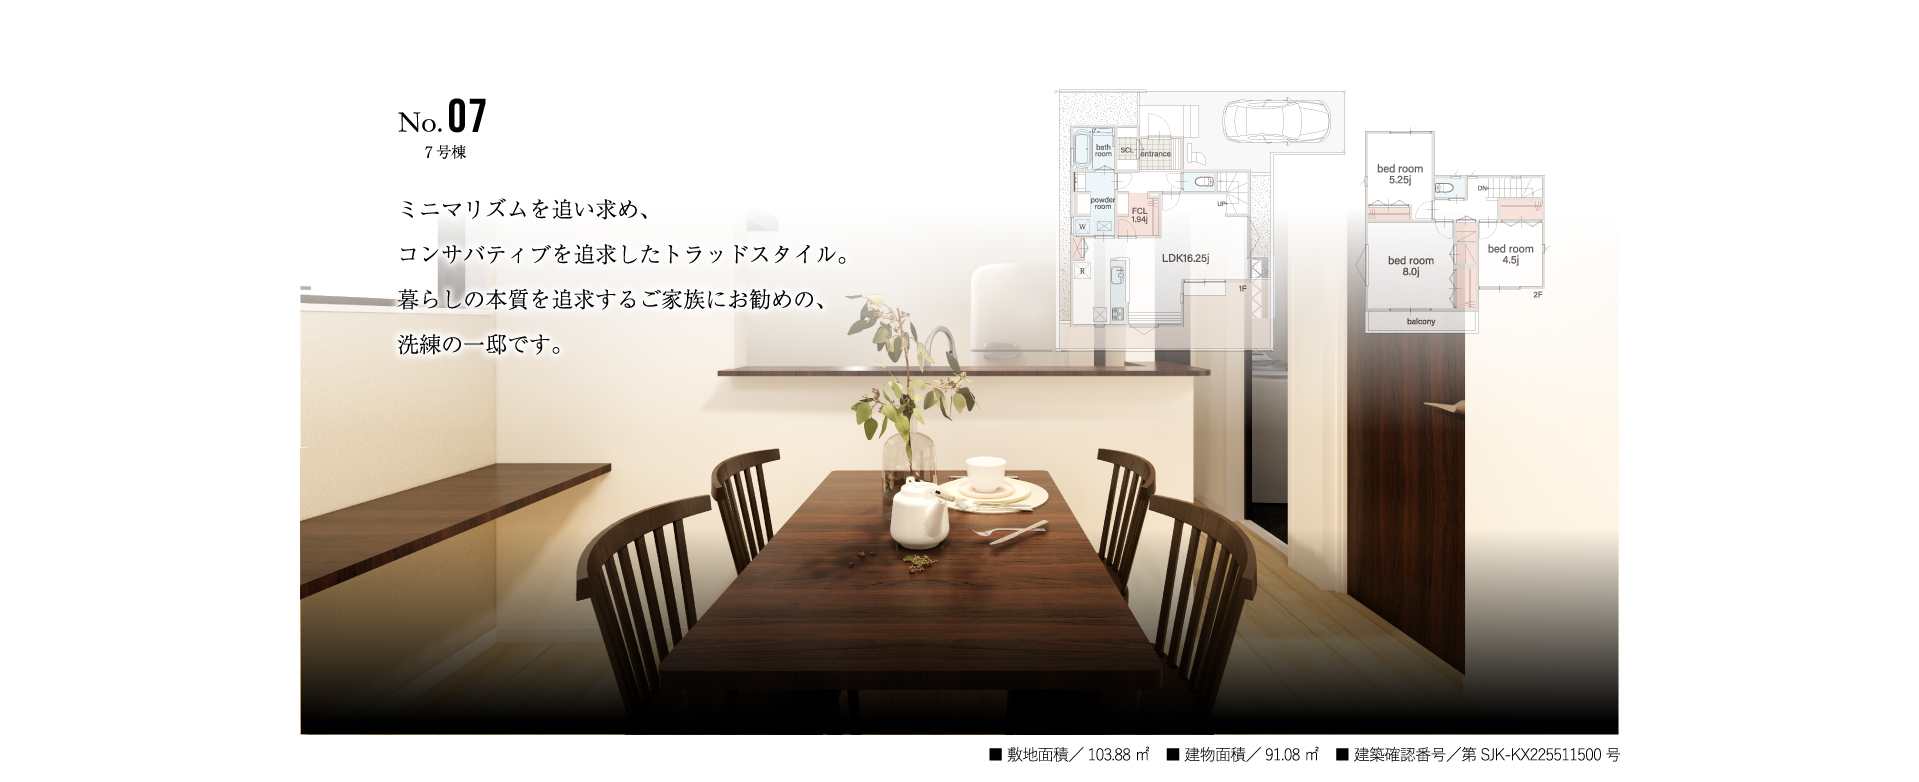 No. 07
7号棟
ミニマリズムを追い求め、
コンサバティブを追求したトラッドスタイル。
暮らしの本質を追求するご家族にお勧めの、
洗練の一邸です。
bath room
SCL
entrance
powder room
FCL
1.94j
UP
W
R
LDK16.25j
1F
bed room
5.25j
DN
bed room
8.0j
bed room
4.5j
2F
balcony
■ 敷地面積／103.88 ㎡ ■ 建物面積／91.08 ㎡ ■ 建築確認番号／第 SJK-KX225511500 号